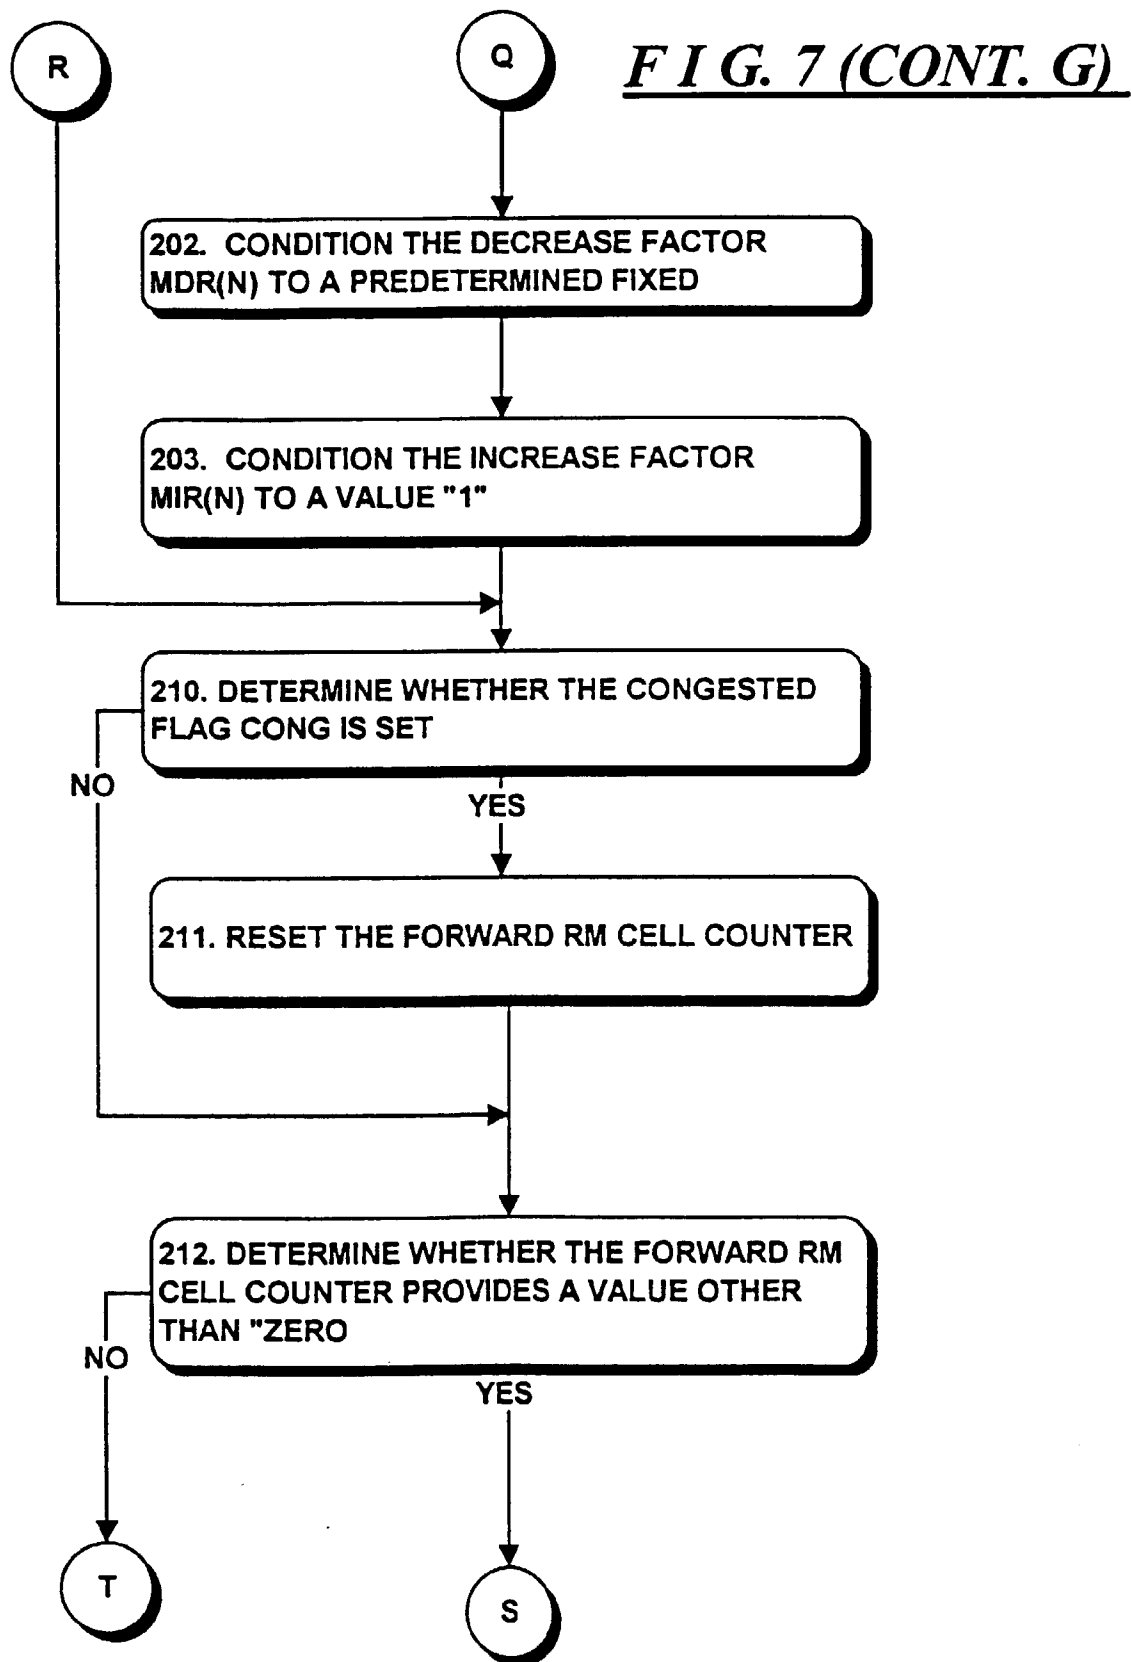 R
Q
F I G. 7 (CONT. G)
202. CONDITION THE DECREASE FACTOR
MDR(N) TO A PREDETERMINED FIXED
203. CONDITION THE INCREASE FACTOR
MIR(N) TO A VALUE "1"
210. DETERMINE WHETHER THE CONGESTED
FLAG CONG IS SET
NO
YES
211. RESET THE FORWARD RM CELL COUNTER
212. DETERMINE WHETHER THE FORWARD RM
CELL COUNTER PROVIDES A VALUE OTHER
THAN "ZERO
NO
YES
T
S